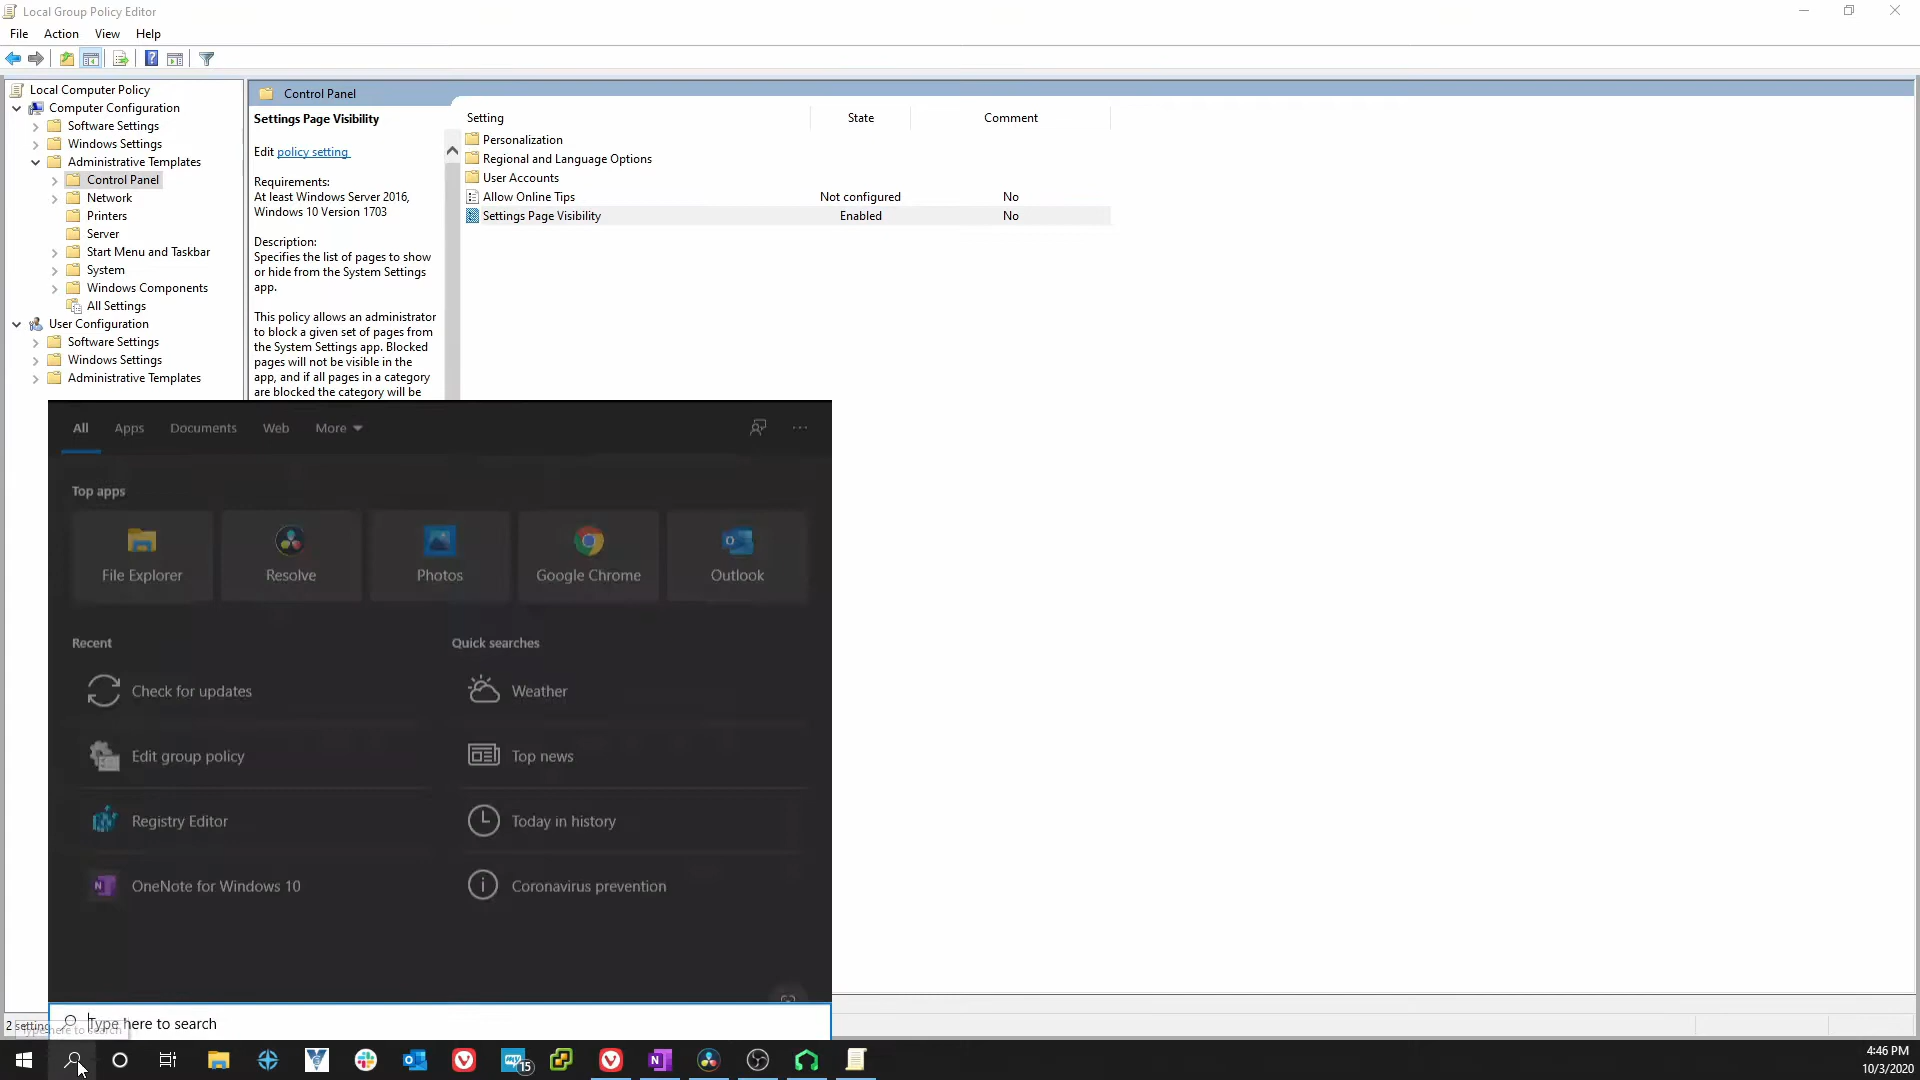 Local Group Policy Editor
File Action View Help
Local Computer Policy
Computer Configuration
Software Settings
Windows Settings
Administrative Templates
Control Panel
Network
Printers
Server
Start Menu and Taskbar
System
Windows Components
All Settings
User Configuration
Software Settings
Windows Settings
Administrative Templates
Control Panel
Settings Page Visibility
Edit policy setting
Requirements:
At least Windows Server 2016,
Windows 10 Version 1703
Description:
Specifies the list of pages to show
or hide from the System Settings
app.
This policy allows an administrator
to block a given set of pages from
the System Settings app. Blocked
pages will not be visible in the
app, and if all pages in a category
are blocked the category will be
Setting State Comment
Personalization
Regional and Language Options
User Accounts
Allow Online Tips Not configured No
Settings Page Visibility Enabled No
All Apps Documents Web More
Top apps
File Explorer Resolve Photos Google Chrome Outlook
Recent
Check for updates
Edit group policy
Registry Editor
OneNote for Windows 10
Quick searches
Weather
Top news
Today in history
Coronavirus prevention
2 setting
Type here to search
Type here to search
15
4:46 PM
10/3/2020